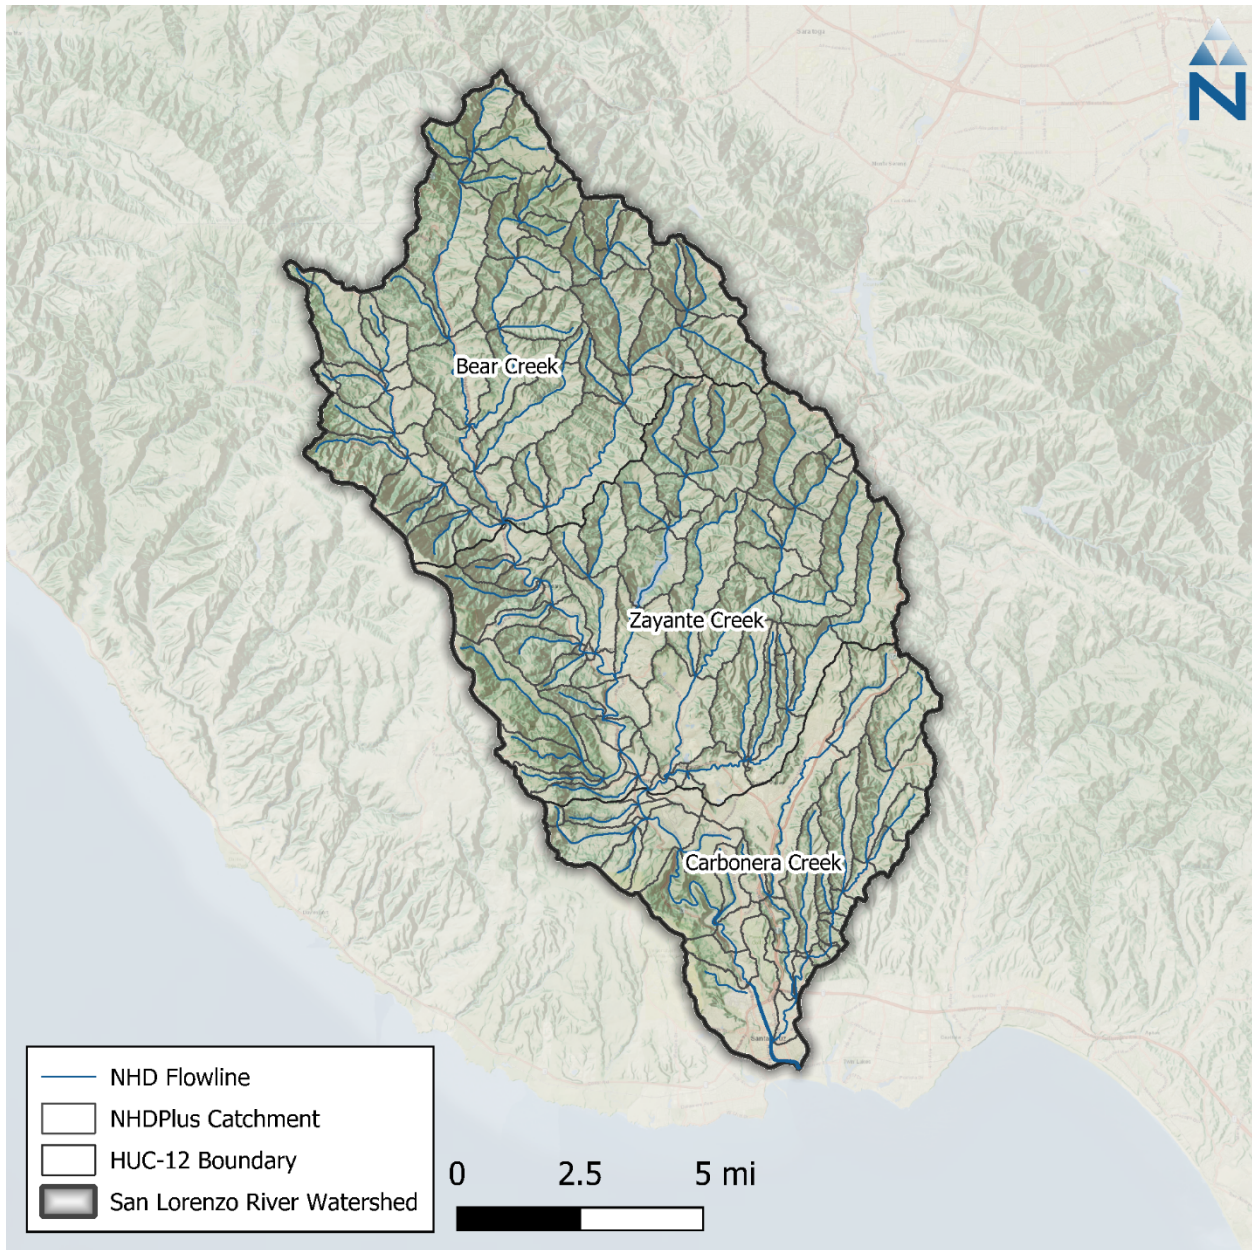 N
Bear Creek
Zayante Creek
Carbonera Creek
NHD Flowline
NHDPlus Catchment
HUC-12 Boundary
San Lorenzo River Watershed
0 2.5 5 mi